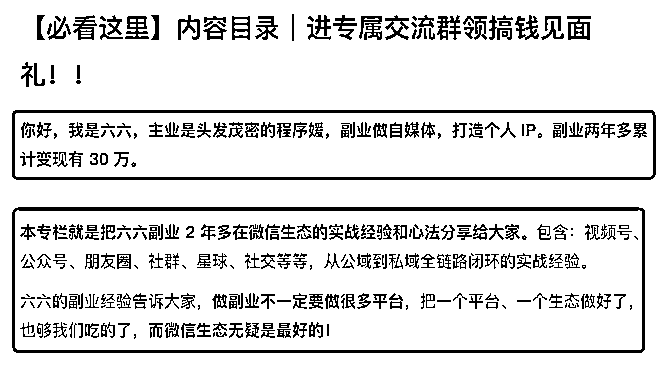 【必看这里】内容目录｜进专属交流群领搞钱见面
礼！！
你好，我是六六，主业是头发茂密的程序媛，副业做自媒体，打造个人 IP。副业两年多累
计变现有 30 万。
本专栏就是把六六副业 2 年多在微信生态的实战经验和心法分享给大家。包含：视频号、
公众号、朋友圈、社群、星球、社交等等，从公域到私域全链路闭环的实战经验。
六六的副业经验告诉大家，做副业不一定要做很多平台，把一个平台、一个生态做好了，
也够我们吃的了，而微信生态无疑是最好的！